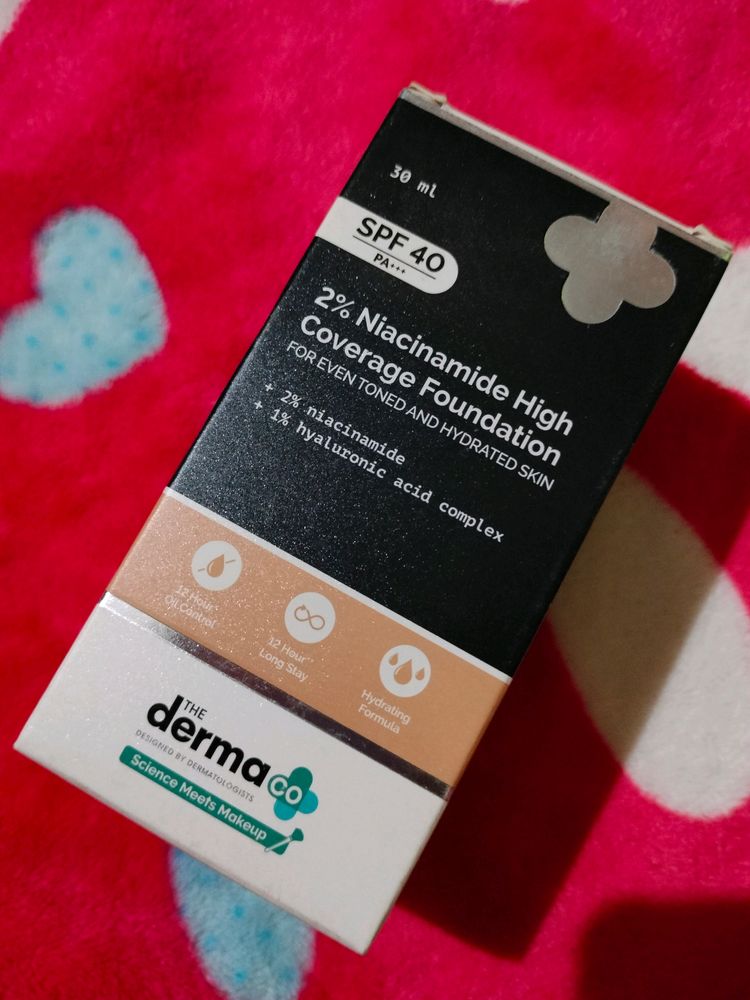 30 ml
SPF 40
PA+++
2% Niacinamide High
Coverage Foundation
FOR EVEN TONED AND HYDRATED SKIN
+ 2% niacinamide
+ 1% hyaluronic acid complex
12 Hour*
Oil Control
12 Hour**
Long Stay
Hydrating
Formula
THE
derma co
DESIGNED BY DERMATOLOGISTS
Science Meets Makeup